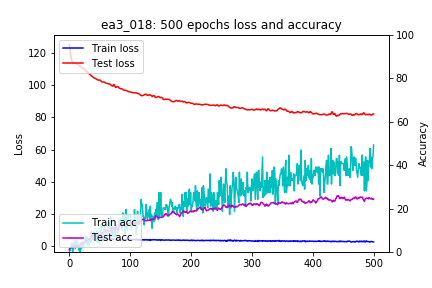 ea3_018: 500 epochs loss and accuracy
120
100
80
60
40
20
0
Loss
100
80
60
40
20
0
Accuracy
Train loss
Test loss
Train acc
Test acc
0
100
200
300
400
500